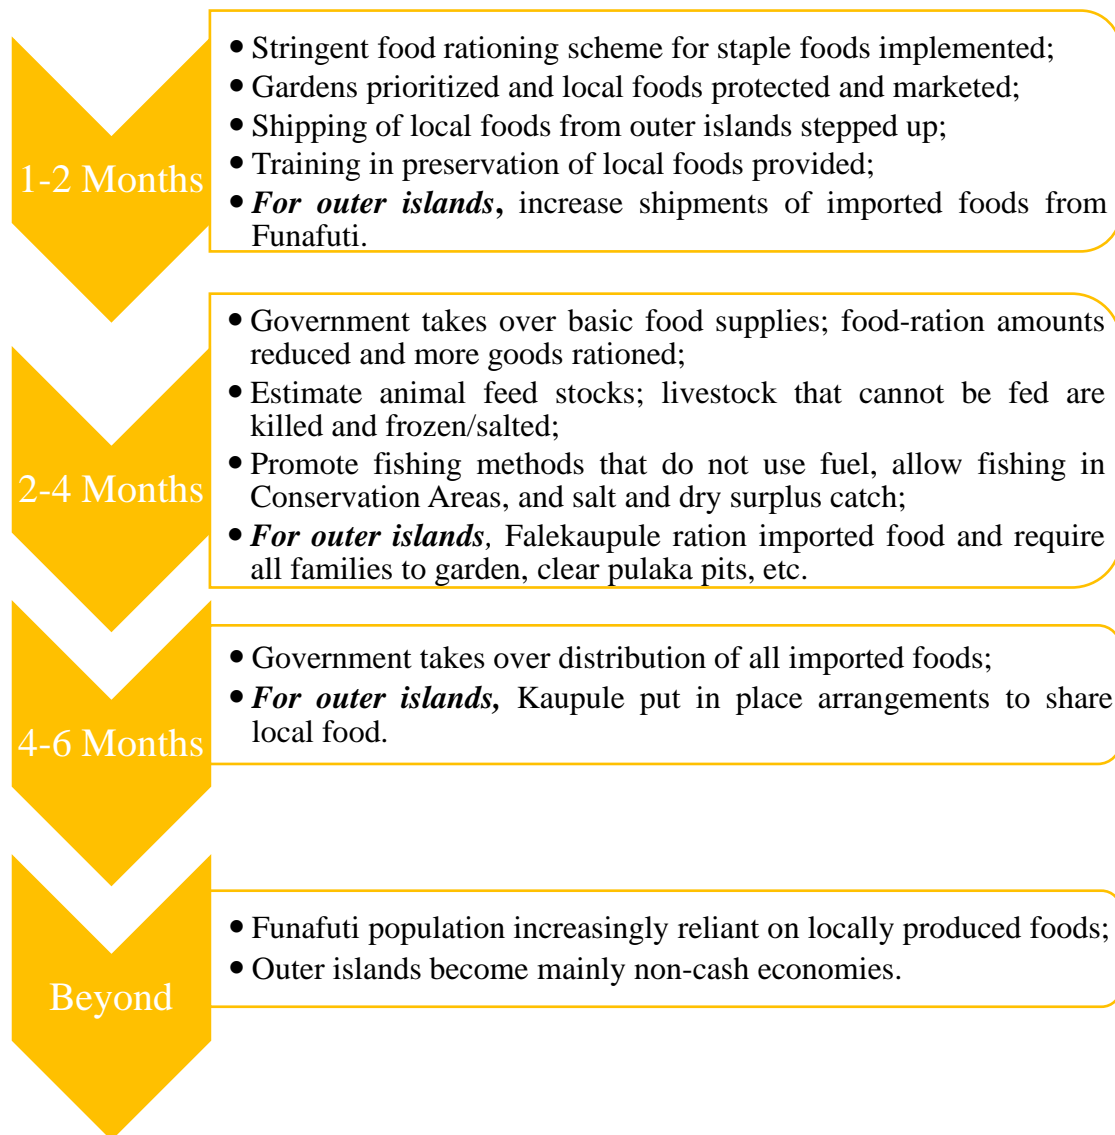 1-2 Months
• Stringent food rationing scheme for staple foods implemented;
• Gardens prioritized and local foods protected and marketed;
• Shipping of local foods from outer islands stepped up;
• Training in preservation of local foods provided;
• For outer islands, increase shipments of imported foods from
Funafuti.
2-4 Months
• Government takes over basic food supplies; food-ration amounts
reduced and more goods rationed;
• Estimate animal feed stocks; livestock that cannot be fed are
killed and frozen/salted;
• Promote fishing methods that do not use fuel, allow fishing in
Conservation Areas, and salt and dry surplus catch;
• For outer islands, Falekaupule ration imported food and require
all families to garden, clear pulaka pits, etc.
4-6 Months
• Government takes over distribution of all imported foods;
• For outer islands, Kaupule put in place arrangements to share
local food.
Beyond
• Funafuti population increasingly reliant on locally produced foods;
• Outer islands become mainly non-cash economies.